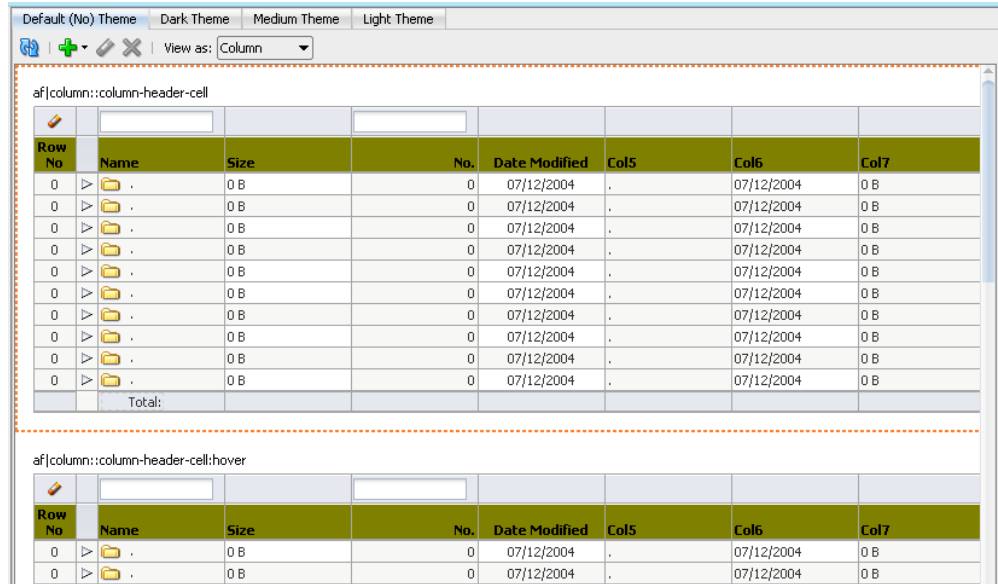 Default (No) Theme Dark Theme Medium Theme Light Theme
View as: Column
af|column::column-header-cell
Row No Name Size No. Date Modified Col5 Col6 Col7
0 . 0 B 0 07/12/2004 . 07/12/2004 0 B
0 . 0 B 0 07/12/2004 . 07/12/2004 0 B
0 . 0 B 0 07/12/2004 . 07/12/2004 0 B
0 . 0 B 0 07/12/2004 . 07/12/2004 0 B
0 . 0 B 0 07/12/2004 . 07/12/2004 0 B
0 . 0 B 0 07/12/2004 . 07/12/2004 0 B
0 . 0 B 0 07/12/2004 . 07/12/2004 0 B
0 . 0 B 0 07/12/2004 . 07/12/2004 0 B
0 . 0 B 0 07/12/2004 . 07/12/2004 0 B
0 . 0 B 0 07/12/2004 . 07/12/2004 0 B
Total:
af|column::column-header-cell:hover
Row No Name Size No. Date Modified Col5 Col6 Col7
0 . 0 B 0 07/12/2004 . 07/12/2004 0 B
0 . 0 B 0 07/12/2004 . 07/12/2004 0 B